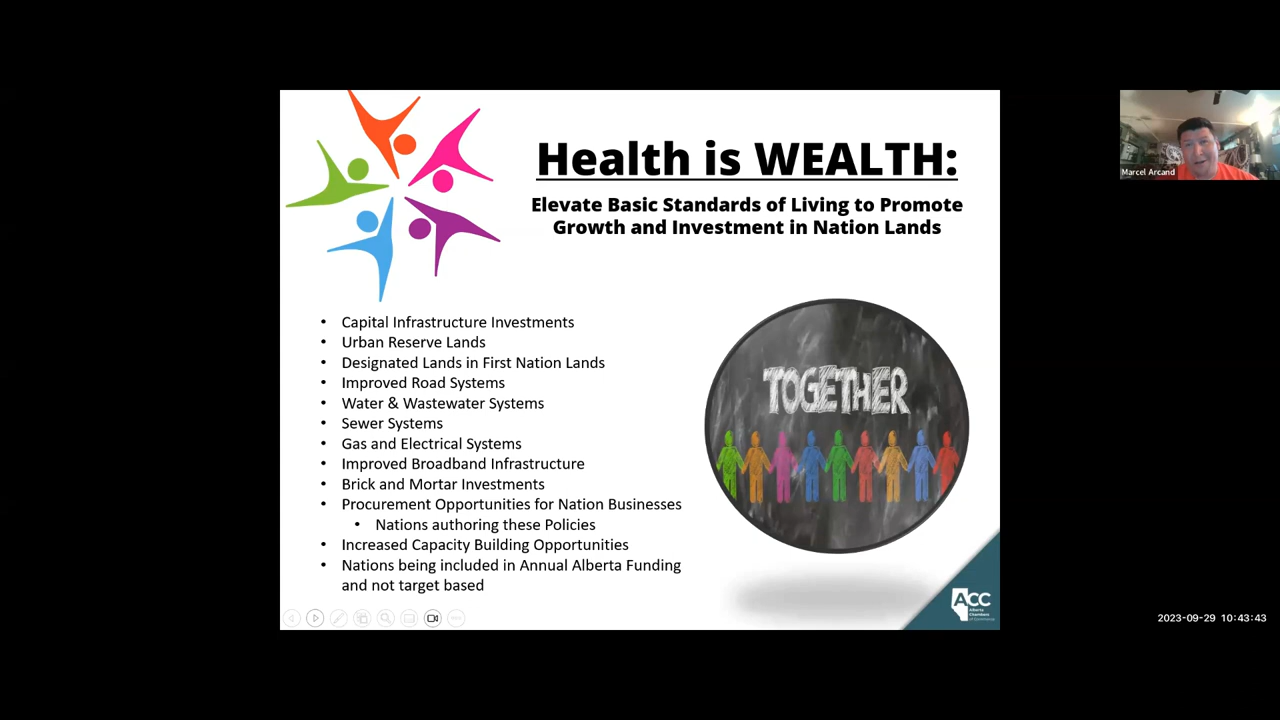 Health is WEALTH:
Elevate Basic Standards of Living to Promote
Growth and Investment in Nation Lands
Marcel Arcand
• Capital Infrastructure Investments
• Urban Reserve Lands
• Designated Lands in First Nation Lands
• Improved Road Systems
• Water & Wastewater Systems
• Sewer Systems
• Gas and Electrical Systems
• Improved Broadband Infrastructure
• Brick and Mortar Investments
• Procurement Opportunities for Nation Businesses
• Nations authoring these Policies
• Increased Capacity Building Opportunities
• Nations being included in Annual Alberta Funding
and not target based
TOGETHER
ACC
Alberta
Chambers
of Commerce
2023-09-29 10:43:43